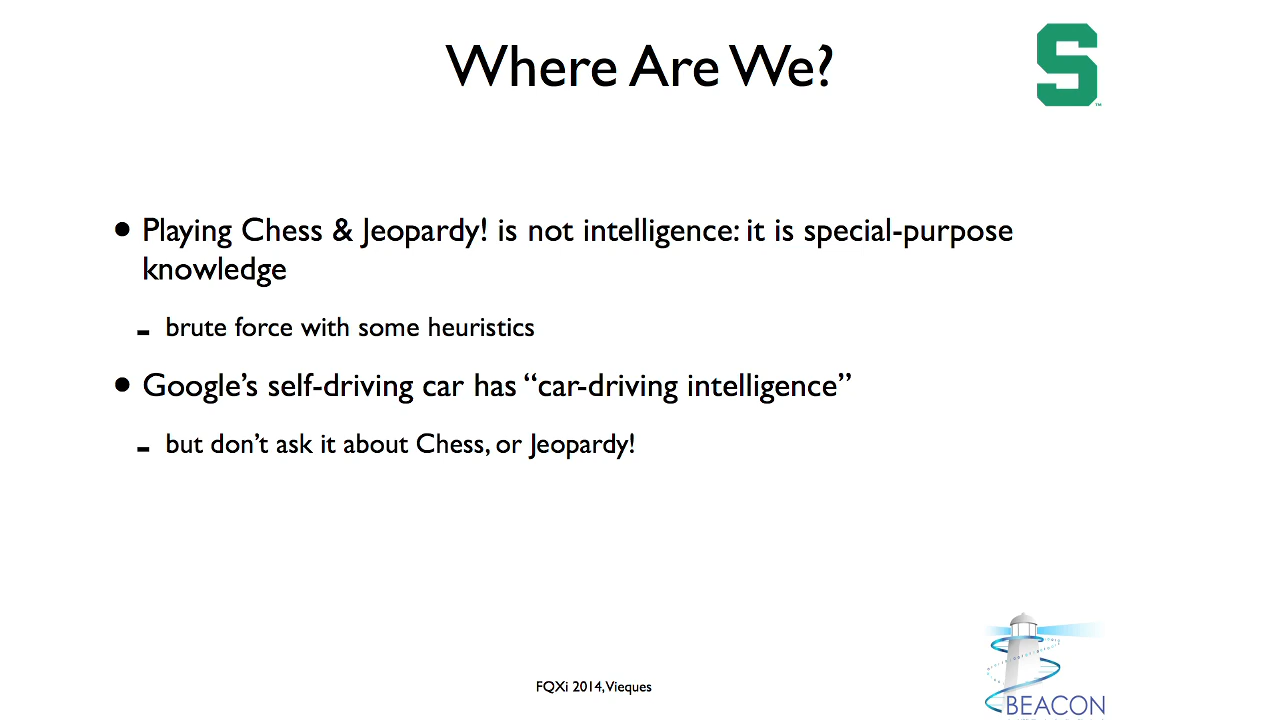 Where Are We?
S
™
• Playing Chess & Jeopardy! is not intelligence: it is special-purpose
knowledge
- brute force with some heuristics
• Google’s self-driving car has “car-driving intelligence”
- but don’t ask it about Chess, or Jeopardy!
FQXi 2014, Vieques
BEACON